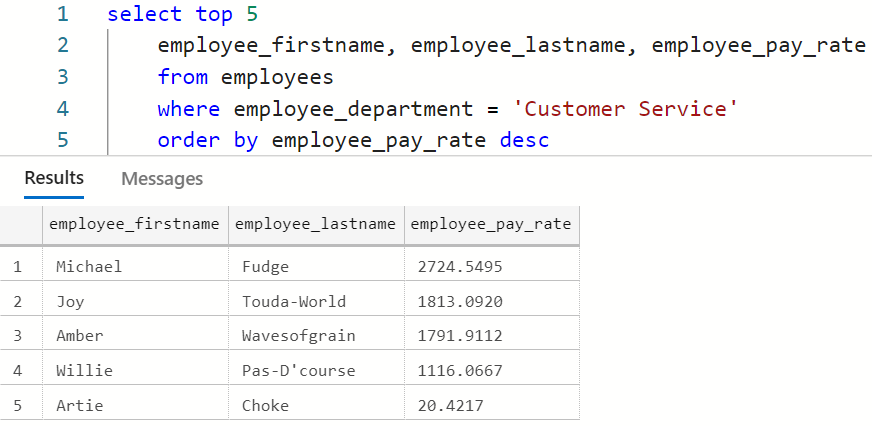 1 select top 5
2 employee_firstname, employee_lastname, employee_pay_rate
3 from employees
4 where employee_department = 'Customer Service'
5 order by employee_pay_rate desc
Results Messages
employee_firstname employee_lastname employee_pay_rate
1 Michael Fudge 2724.5495
2 Joy Touda-World 1813.0920
3 Amber Wavesofgrain 1791.9112
4 Willie Pas-D'course 1116.0667
5 Artie Choke 20.4217